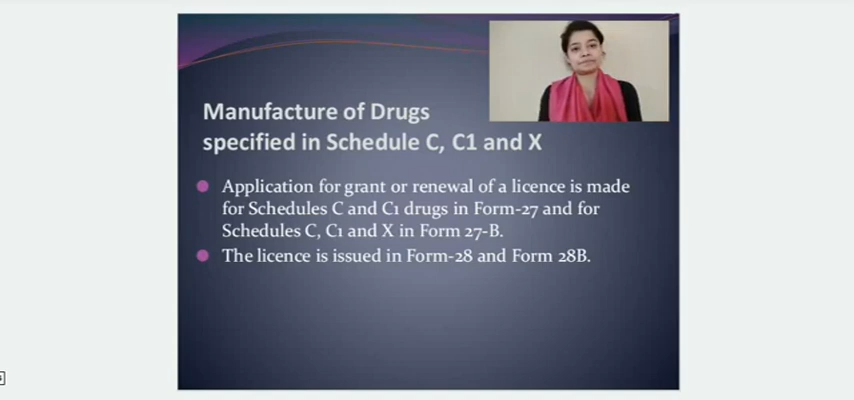 Manufacture of Drugs
specified in Schedule C, C1 and X
Application for grant or renewal of a licence is made
for Schedules C and C1 drugs in Form-27 and for
Schedules C, C1 and X in Form 27-B.
The licence is issued in Form-28 and Form 28B.